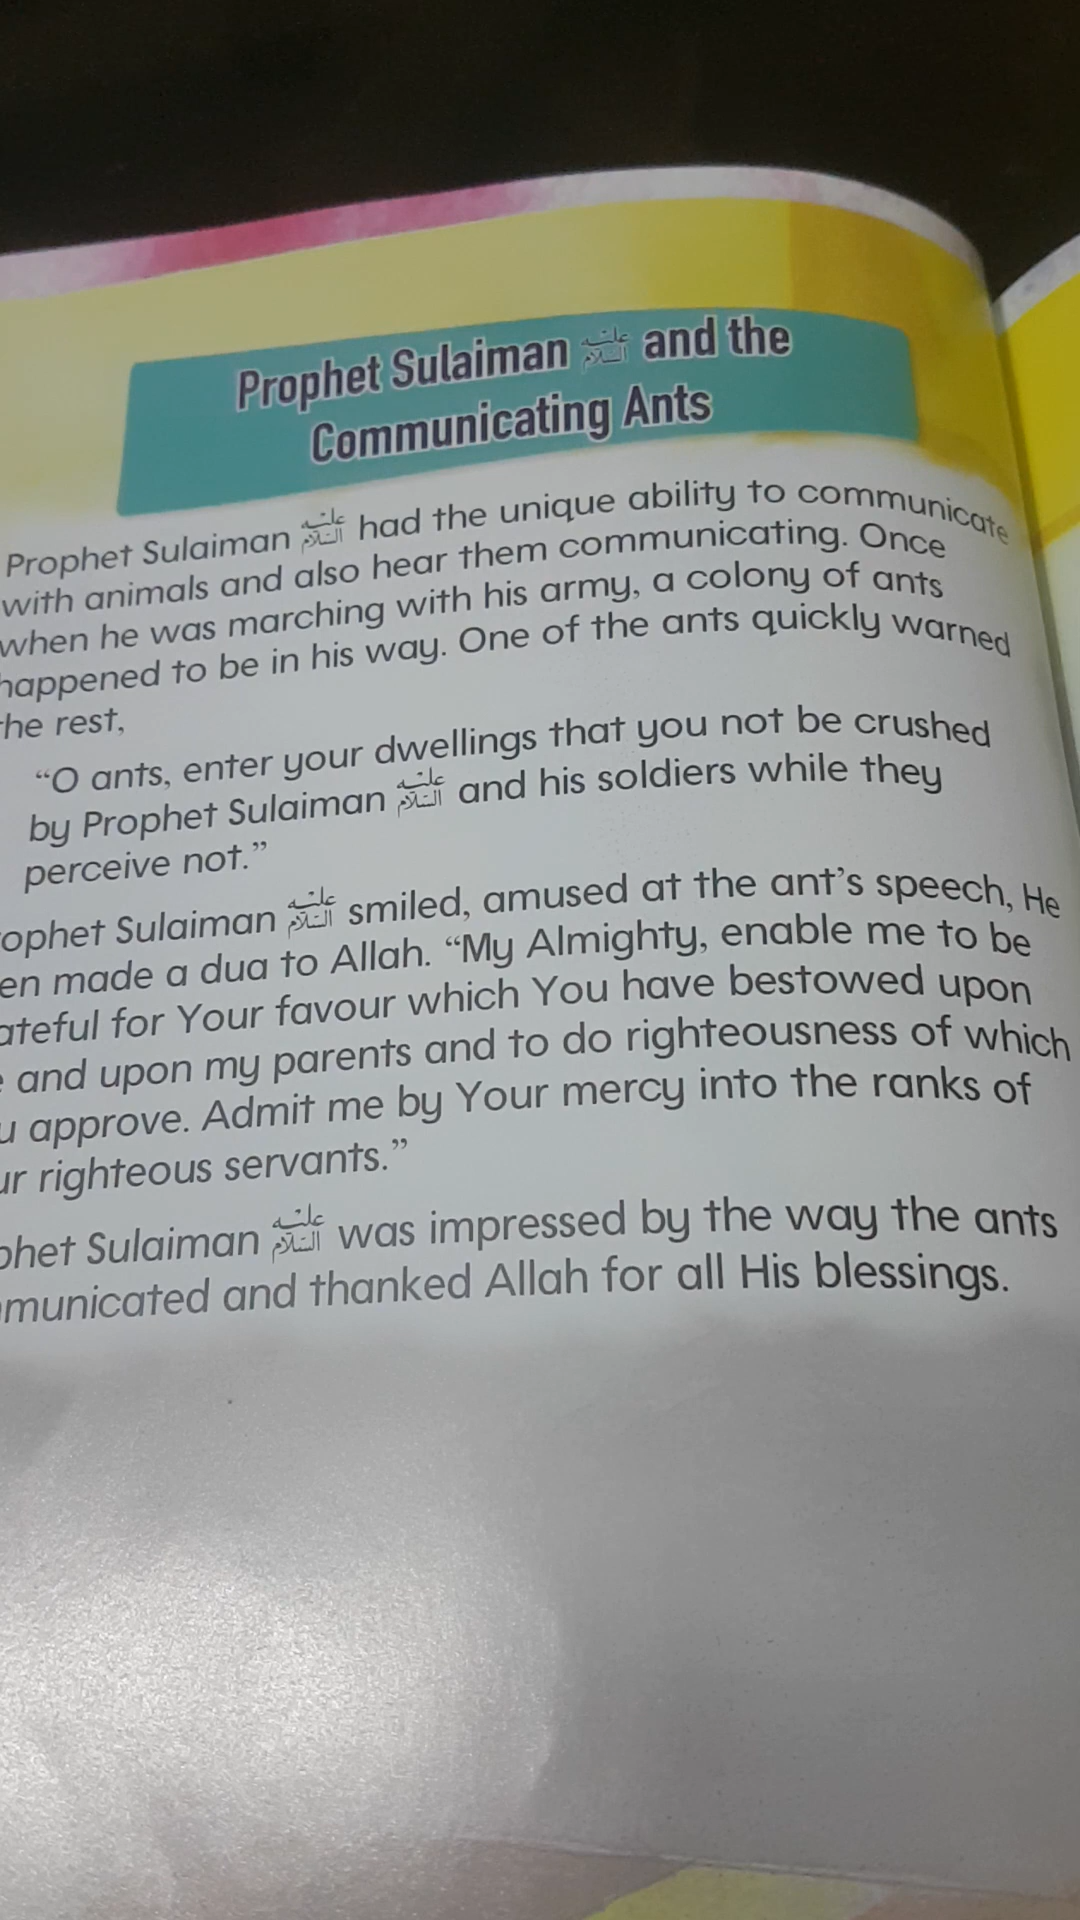 Prophet Sulaiman عليه السلام and the
Communicating Ants
Prophet Sulaiman عليه السلام had the unique ability to communicate
with animals and also hear them communicating. Once
when he was marching with his army, a colony of ants
happened to be in his way. One of the ants quickly warned
the rest,
“O ants, enter your dwellings that you not be crushed
by Prophet Sulaiman عليه السلام and his soldiers while they
perceive not.”
ophet Sulaiman عليه السلام smiled, amused at the ant’s speech, He
en made a dua to Allah. “My Almighty, enable me to be
ateful for Your favour which You have bestowed upon
and upon my parents and to do righteousness of which
u approve. Admit me by Your mercy into the ranks of
ur righteous servants.”
phet Sulaiman عليه السلام was impressed by the way the ants
municated and thanked Allah for all His blessings.